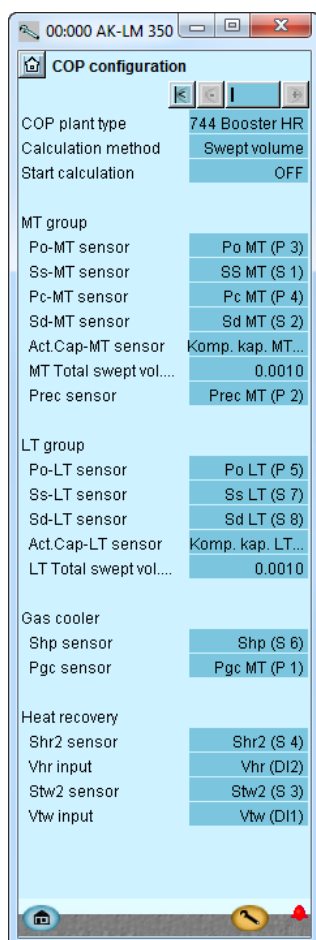 00:000 AK-LM 350
COP configuration
COP plant type 744 Booster HR
Calculation method Swept volume
Start calculation OFF
MT group
Po-MT sensor Po MT (P 3)
Ss-MT sensor SS MT (S 1)
Pc-MT sensor Pc MT (P 4)
Sd-MT sensor Sd MT (S 2)
Act.Cap-MT sensor Komp. kap. MT...
MT Total swept vol.... 0.0010
Prec sensor Prec MT (P 2)
LT group
Po-LT sensor Po LT (P 5)
Ss-LT sensor Ss LT (S 7)
Sd-LT sensor Sd LT (S 8)
Act.Cap-LT sensor Komp. kap. LT...
LT Total swept vol.... 0.0010
Gas cooler
Shp sensor Shp (S 6)
Pgc sensor Pgc MT (P 1)
Heat recovery
Shr2 sensor Shr2 (S 4)
Vhr input Vhr (DI2)
Stw2 sensor Stw2 (S 3)
Vtw input Vtw (DI1)